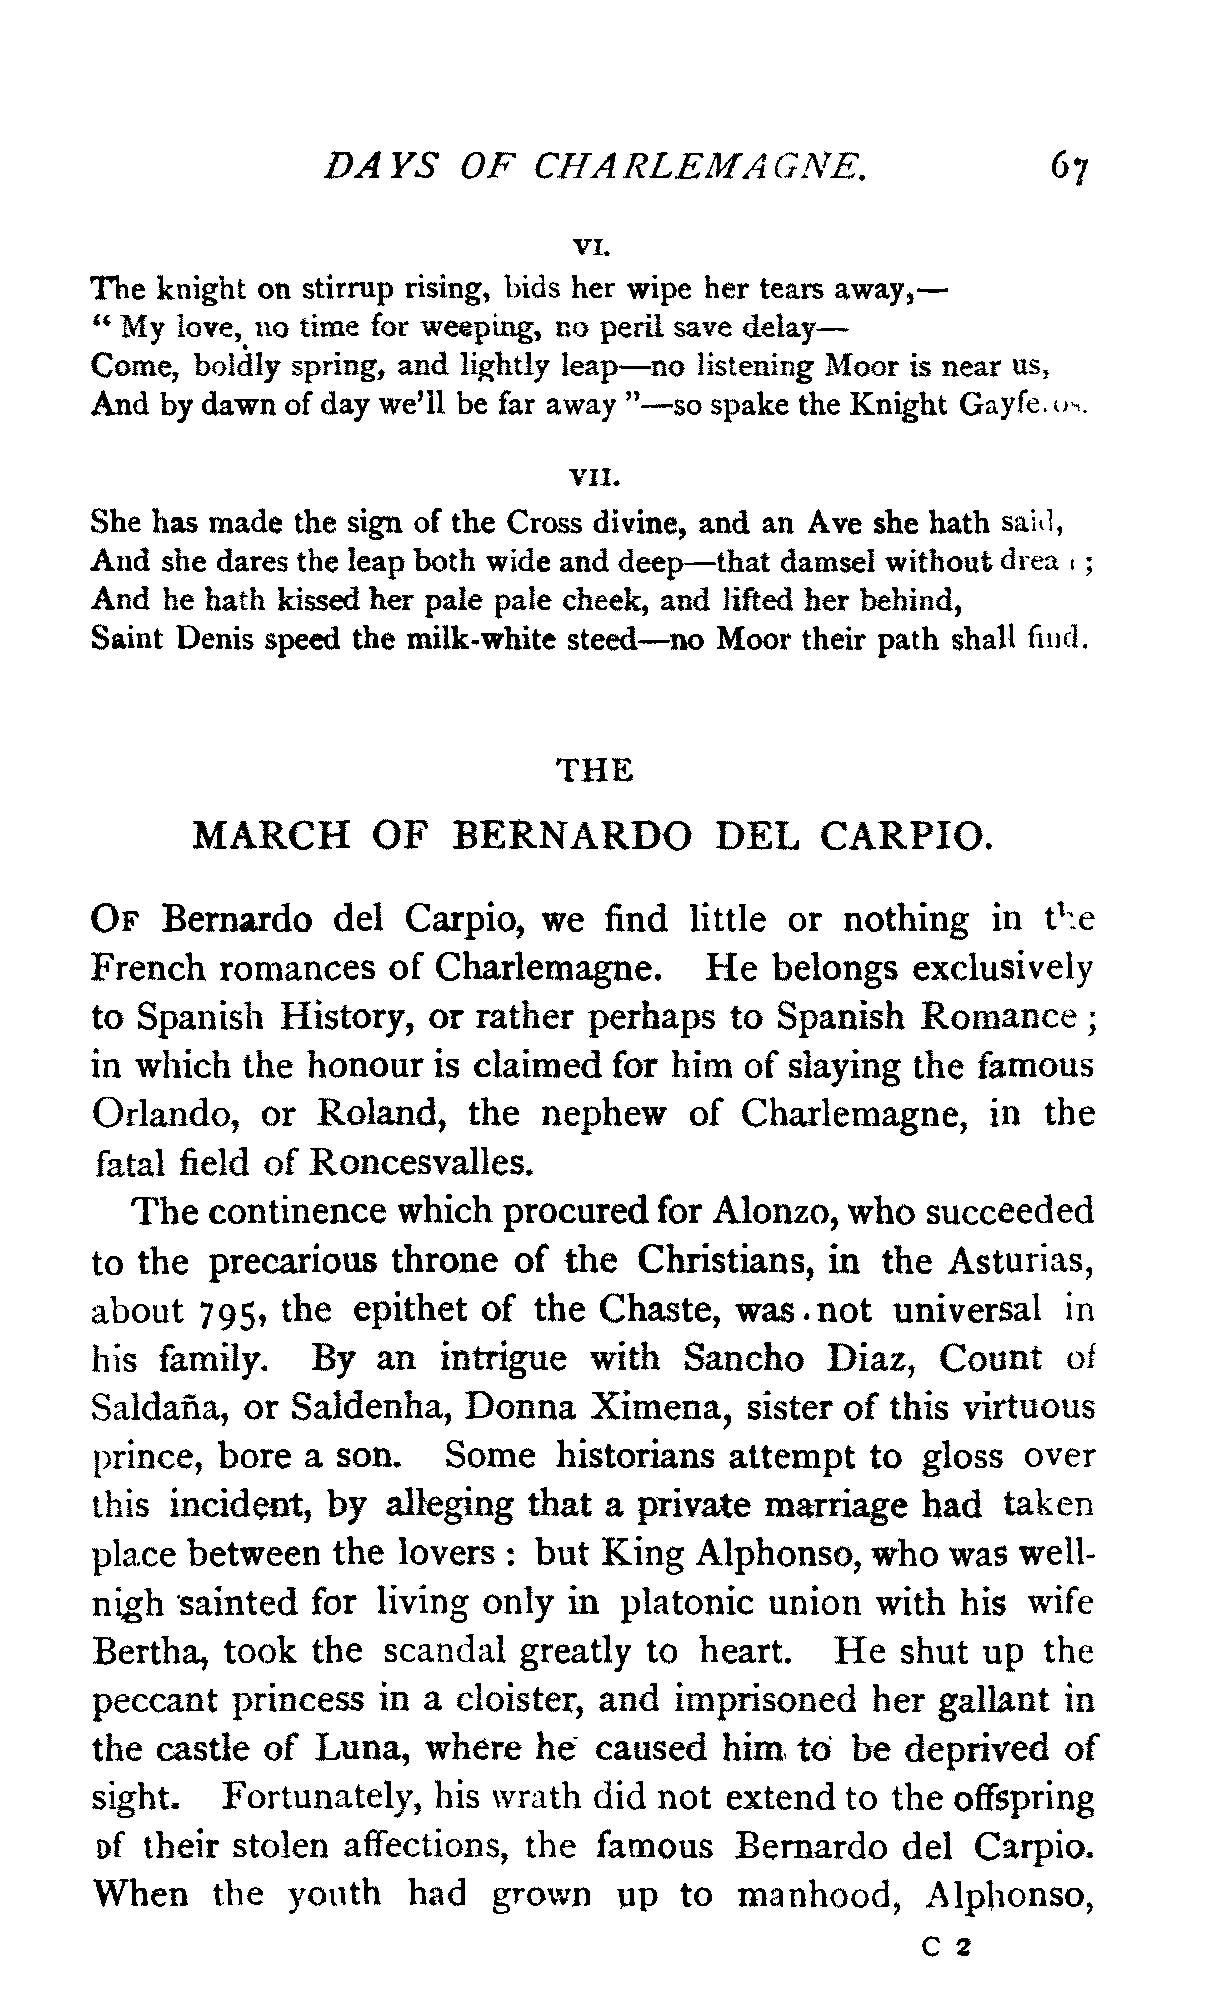 DAYS OF CHARLEMAGNE. 67
VI.
The knight on stirrup rising, bids her wipe her tears away,—
“ My love, no time for weeping, no peril save delay—
Come, boldly spring, and lightly leap—no listening Moor is near us,
And by dawn of day we'll be far away ”—so spake the Knight Gayferos.
VII.
She has made the sign of the Cross divine, and an Ave she hath said,
And she dares the leap both wide and deep—that damsel without dread ;
And he hath kissed her pale pale cheek, and lifted her behind,
Saint Denis speed the milk-white steed—no Moor their path shall find.
THE
MARCH OF BERNARDO DEL CARPIO.
OF Bernardo del Carpio, we find little or nothing in the
French romances of Charlemagne. He belongs exclusively
to Spanish History, or rather perhaps to Spanish Romance ;
in which the honour is claimed for him of slaying the famous
Orlando, or Roland, the nephew of Charlemagne, in the
fatal field of Roncesvalles.
The continence which procured for Alonzo, who succeeded
to the precarious throne of the Christians, in the Asturias,
about 795, the epithet of the Chaste, was not universal in
his family. By an intrigue with Sancho Diaz, Count of
Saldaña, or Saldenha, Donna Ximena, sister of this virtuous
prince, bore a son. Some historians attempt to gloss over
this incident, by alleging that a private marriage had taken
place between the lovers : but King Alphonso, who was well-
nigh sainted for living only in platonic union with his wife
Bertha, took the scandal greatly to heart. He shut up the
peccant princess in a cloister, and imprisoned her gallant in
the castle of Luna, where he caused him to be deprived of
sight. Fortunately, his wrath did not extend to the offspring
of their stolen affections, the famous Bernardo del Carpio.
When the youth had grown up to manhood, Alphonso,
C 2